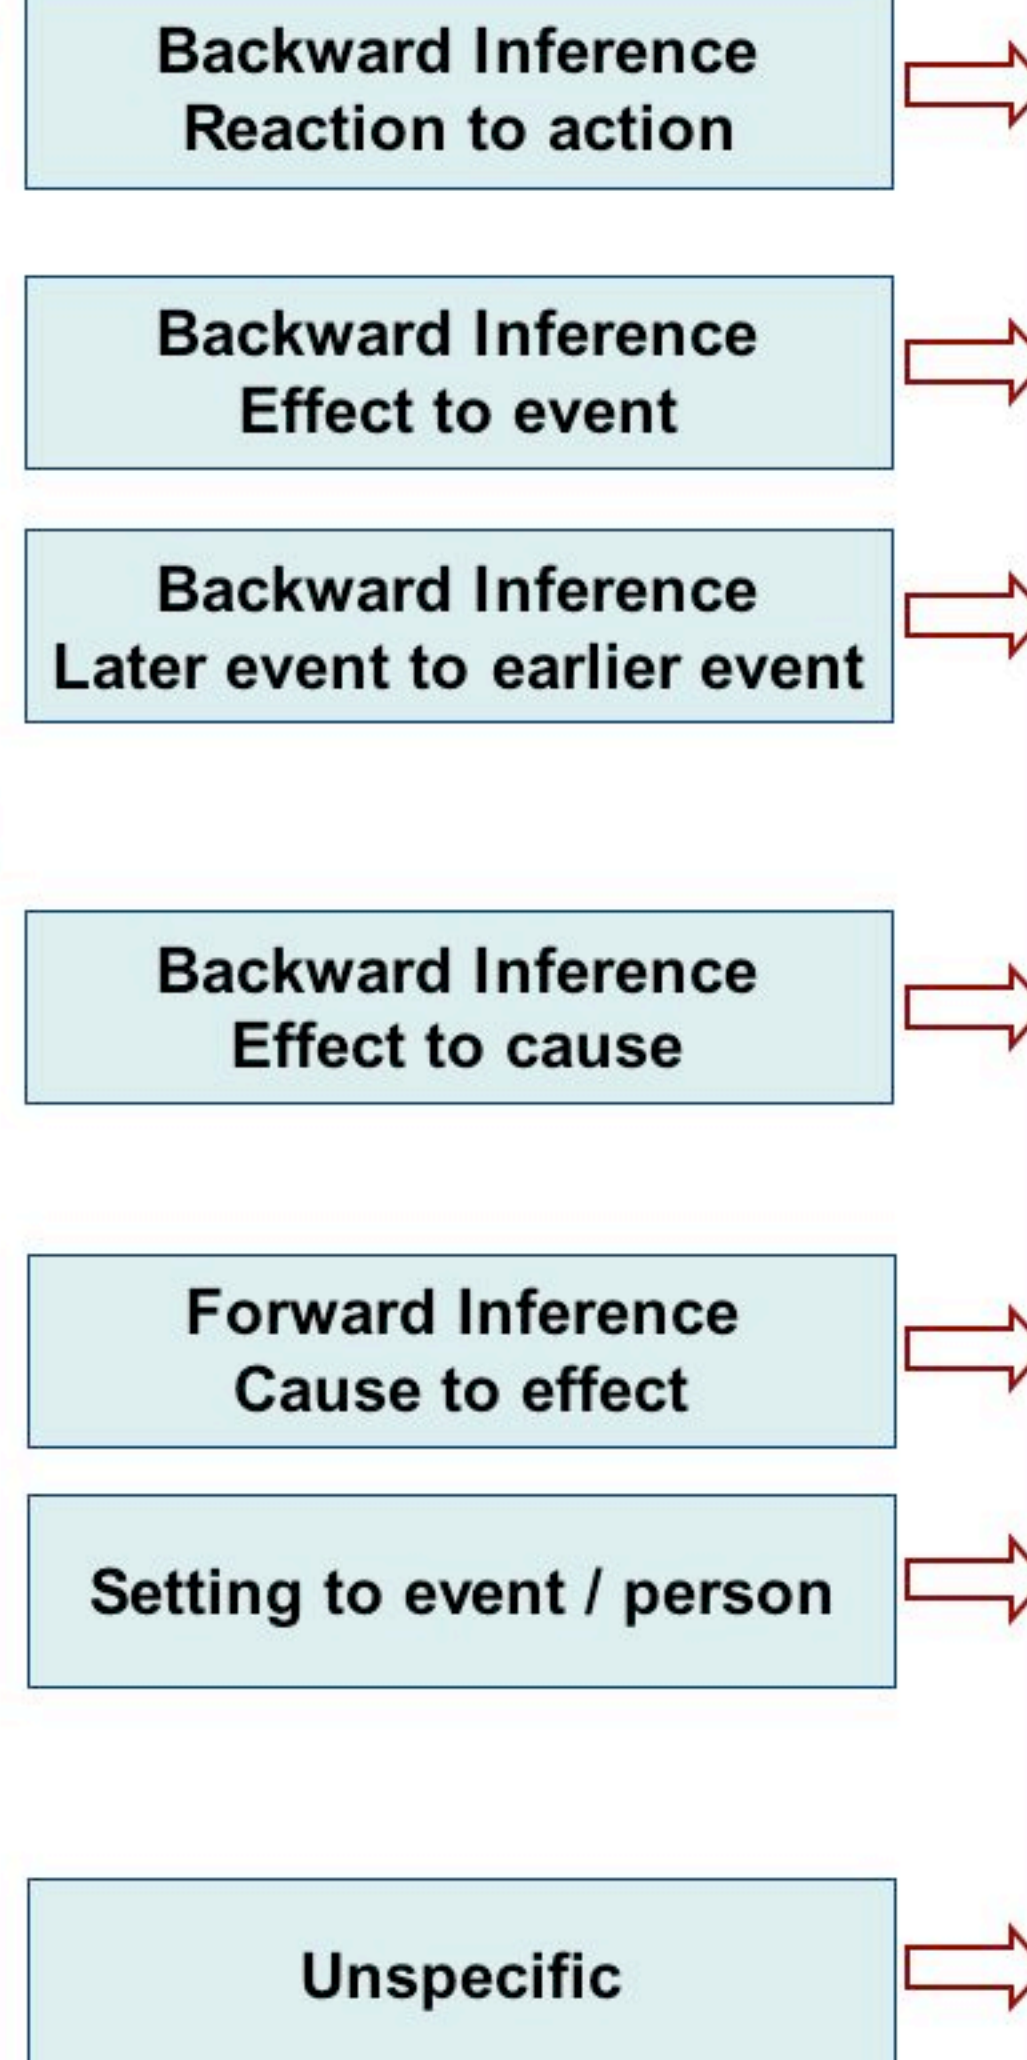 Backward Inference
Reaction to action
Backward Inference
Effect to event
Backward Inference
Later event to earlier event
Backward Inference
Effect to cause
Forward Inference
Cause to effect
Setting to event / person
Unspecific